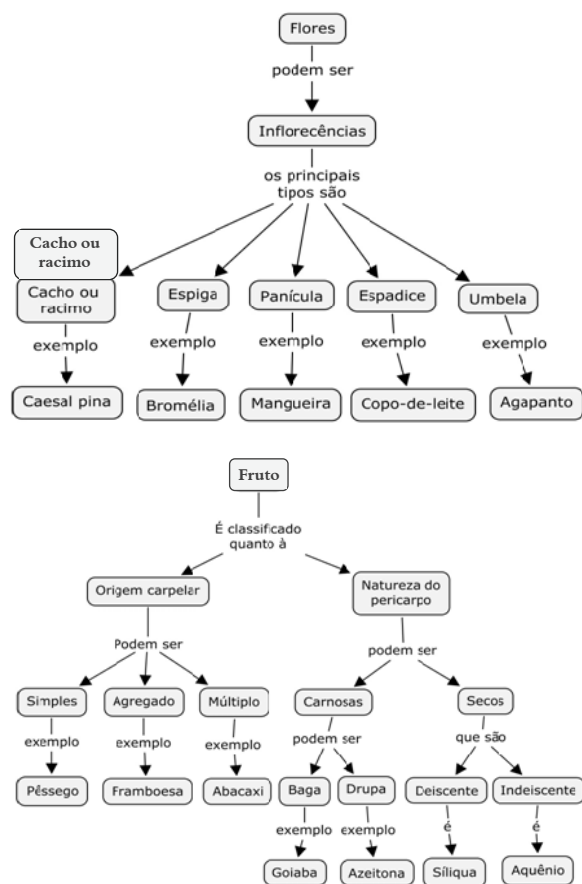 Flores
podem ser
Inflorecências
os principais
tipos são
Cacho ou
racimo
Cacho ou
racimo
Espiga
Panícula
Espadice
Umbela
exemplo
exemplo
exemplo
exemplo
exemplo
Caesal pina
Bromélia
Mangueira
Copo-de-leite
Agapanto
Fruto
É classificado
quanto à
Origem carpelar
Natureza do
pericarpo
Podem ser
podem ser
Simples
Agregado
Múltiplo
Carnosas
Secos
exemplo
exemplo
exemplo
podem ser
que são
Pêssego
Framboesa
Abacaxi
Baga
Drupa
Deiscente
Indeiscente
exemplo
exemplo
é
é
Goiaba
Azeitona
Síliqua
Aquênio